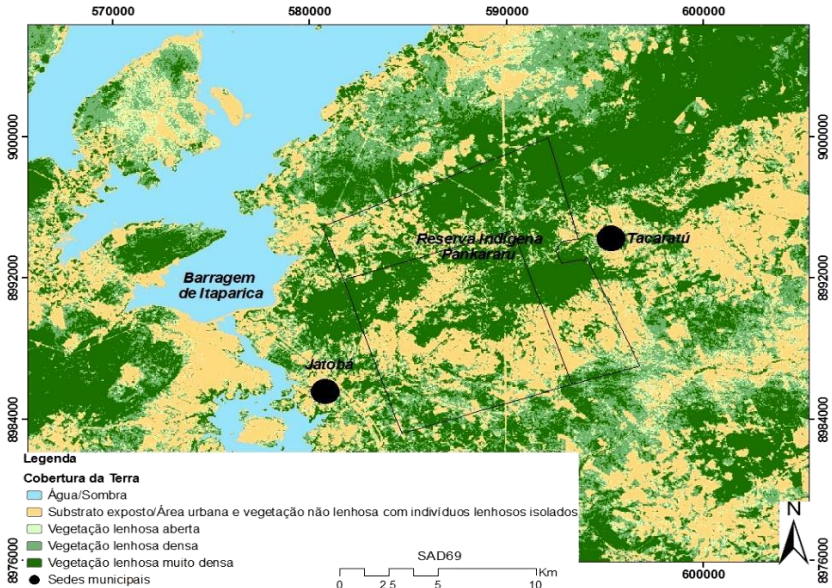 570000 580000 590000 600000
9000000 9000000
Reserva Indígena
Pankararú
Tacaratú
8992000 8992000
Barragem
de Itaparica
Jatobá
8984000 8984000
Legenda
Cobertura da Terra
Água/Sombra
Substrato exposto/Área urbana e vegetação não lenhosa com indivíduos lenhosos isolados
Vegetação lenhosa aberta
Vegetação lenhosa densa
Vegetação lenhosa muito densa
Sedes municipais
SAD69
Km
0 2.5 5 10
N
8976000 8976000
600000